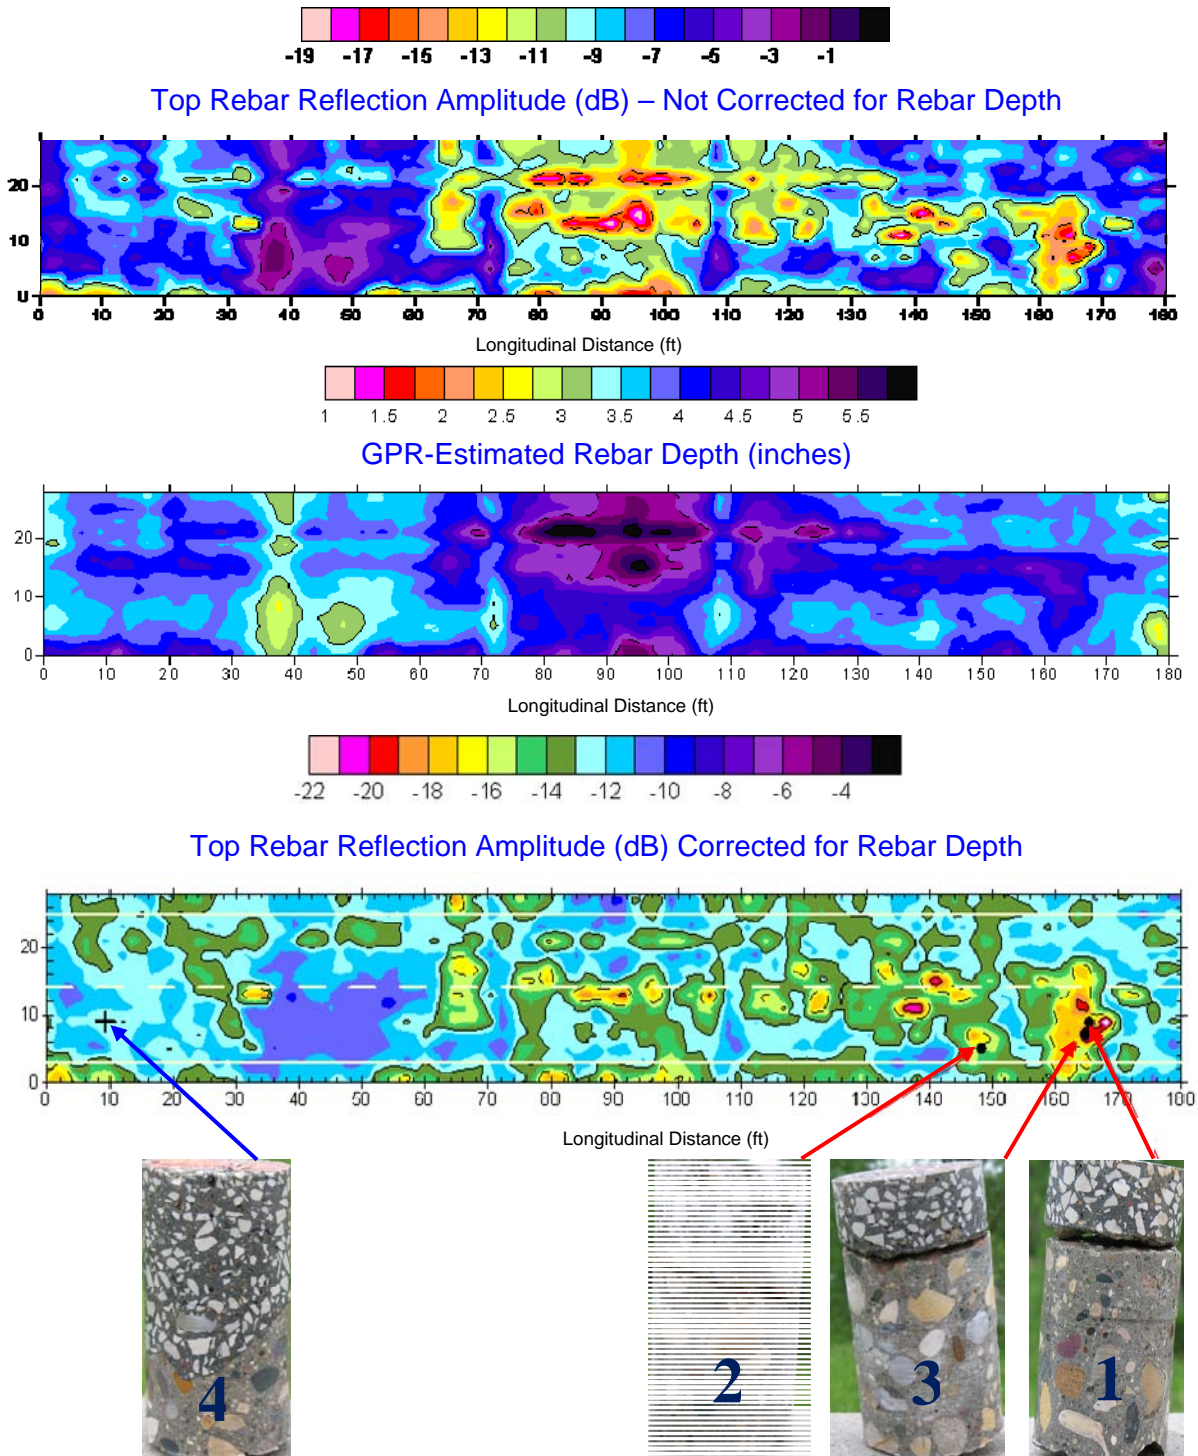 -19 -17 -15 -13 -11 -9 -7 -5 -3 -1
Top Rebar Reflection Amplitude (dB) – Not Corrected for Rebar Depth
20
10
U
0 10 20 30 40 50 60 70 80 90 100 110 120 130 140 150 160 170 180
Longitudinal Distance (ft)
1 1.5 2 2.5 3 3.5 4 4.5 5 5.5
GPR-Estimated Rebar Depth (inches)
20
10
0
0 10 20 30 40 50 60 70 80 90 100 110 120 130 140 150 160 170 180
Longitudinal Distance (ft)
-22 -20 -18 -16 -14 -12 -10 -8 -6 -4
Top Rebar Reflection Amplitude (dB) Corrected for Rebar Depth
20
10
0
0 10 20 30 40 50 60 70 00 90 100 110 120 130 140 150 160 170 100
Longitudinal Distance (ft)
4 2 3 1